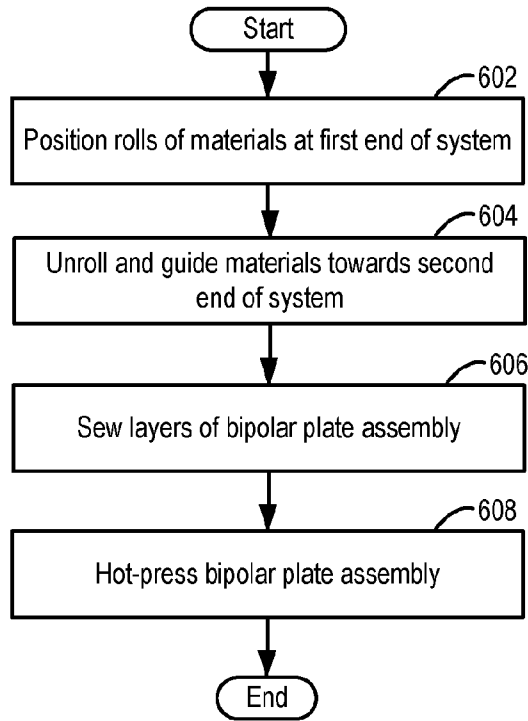 Start
602
Position rolls of materials at first end of system
604
Unroll and guide materials towards second
end of system
606
Sew layers of bipolar plate assembly
608
Hot-press bipolar plate assembly
End